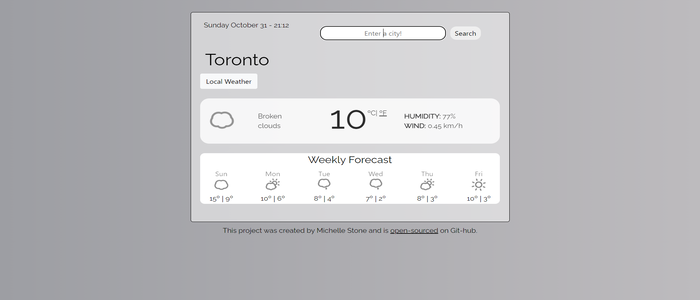 Sunday October 31 - 21:12
Enter a city!
Search
Toronto
Local Weather
Broken clouds
10 °C| °F
HUMIDITY: 77%
WIND: 0.45 km/h
Weekly Forecast
Sun Mon Tue Wed Thu Fri
15° | 9° 10° | 6° 8° | 4° 7° | 2° 8° | 3° 10° | 3°
This project was created by Michelle Stone and is open-sourced on Git-hub.